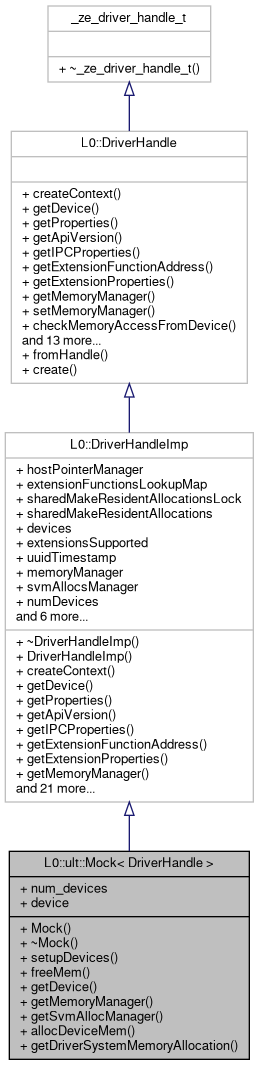 _ze_driver_handle_t
+ ~_ze_driver_handle_t()
L0::DriverHandle
+ createContext()
+ getDevice()
+ getProperties()
+ getApiVersion()
+ getIPCProperties()
+ getExtensionFunctionAddress()
+ getExtensionProperties()
+ getMemoryManager()
+ setMemoryManager()
+ checkMemoryAccessFromDevice()
and 13 more...
+ fromHandle()
+ create()
L0::DriverHandleImp
+ hostPointerManager
+ extensionFunctionsLookupMap
+ sharedMakeResidentAllocationsLock
+ sharedMakeResidentAllocations
+ devices
+ extensionsSupported
+ uuidTimestamp
+ memoryManager
+ svmAllocsManager
+ numDevices
and 6 more...
+ ~DriverHandleImp()
+ DriverHandleImp()
+ createContext()
+ getDevice()
+ getProperties()
+ getApiVersion()
+ getIPCProperties()
+ getExtensionFunctionAddress()
+ getExtensionProperties()
+ getMemoryManager()
and 21 more...
L0::ult::Mock< DriverHandle >
+ num_devices
+ device
+ Mock()
+ ~Mock()
+ setupDevices()
+ freeMem()
+ getDevice()
+ getMemoryManager()
+ getSvmAllocManager()
+ allocDeviceMem()
+ getDriverSystemMemoryAllocation()